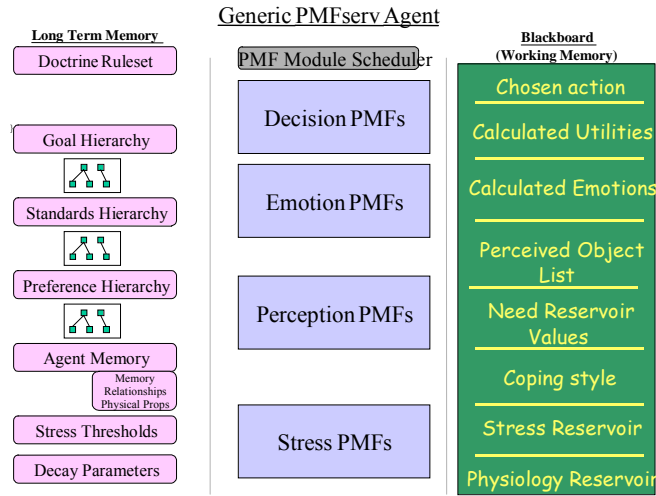 Generic PMFserv Agent
Long Term Memory
Doctrine Ruleset
Goal Hierarchy
Standards Hierarchy
Preference Hierarchy
Agent Memory
Memory
Relationships
Physical Props
Stress Thresholds
Decay Parameters
PMF Module Scheduler
Decision PMFs
Emotion PMFs
Perception PMFs
Stress PMFs
Blackboard
(Working Memory)
Chosen action
Calculated Utilities
Calculated Emotions
Perceived Object
List
Need Reservoir
Values
Coping style
Stress Reservoir
Physiology Reservoir